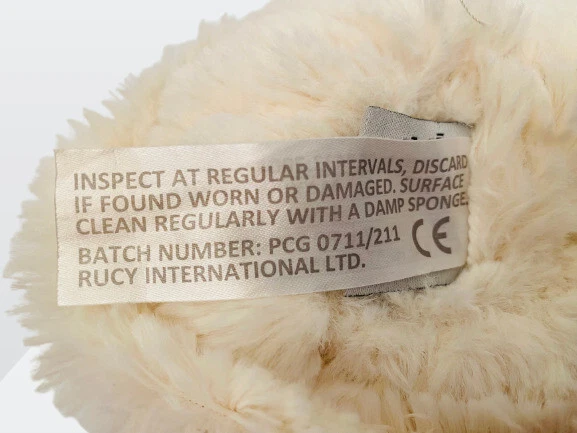 INSPECT AT REGULAR INTERVALS, DISCARD
IF FOUND WORN OR DAMAGED. SURFACE
CLEAN REGULARLY WITH A DAMP SPONGE.
BATCH NUMBER: PCG 0711/211 CE
RUCY INTERNATIONAL LTD.